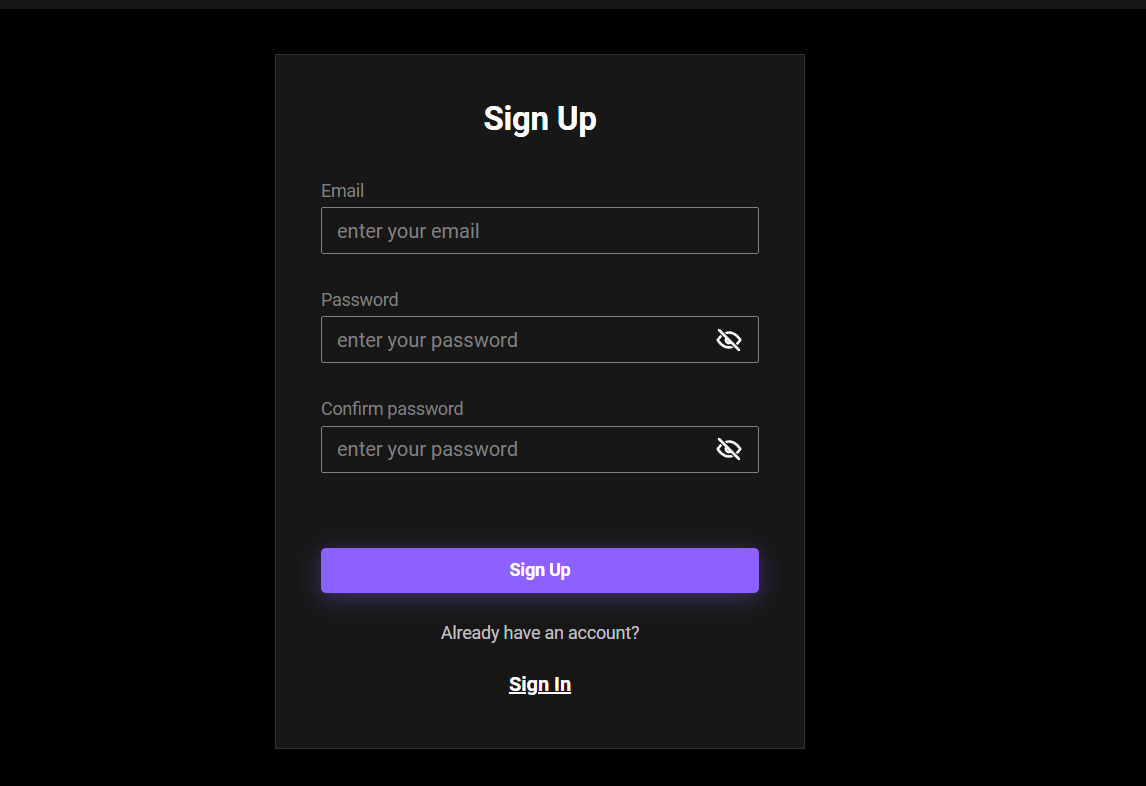 Sign Up
Email
enter your email
Password
enter your password
Confirm password
enter your password
Sign Up
Already have an account?
Sign In